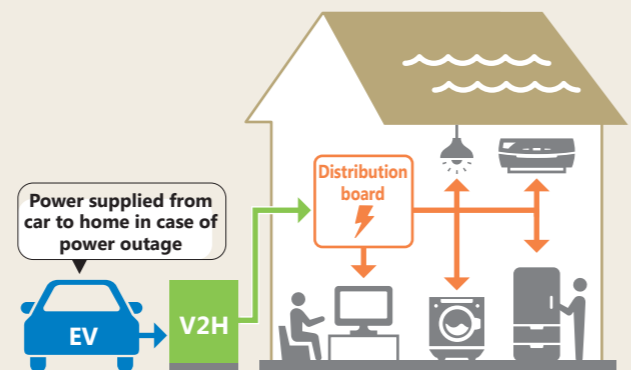 Distribution
board
Power supplied from
car to home in case of
power outage
EV
V2H